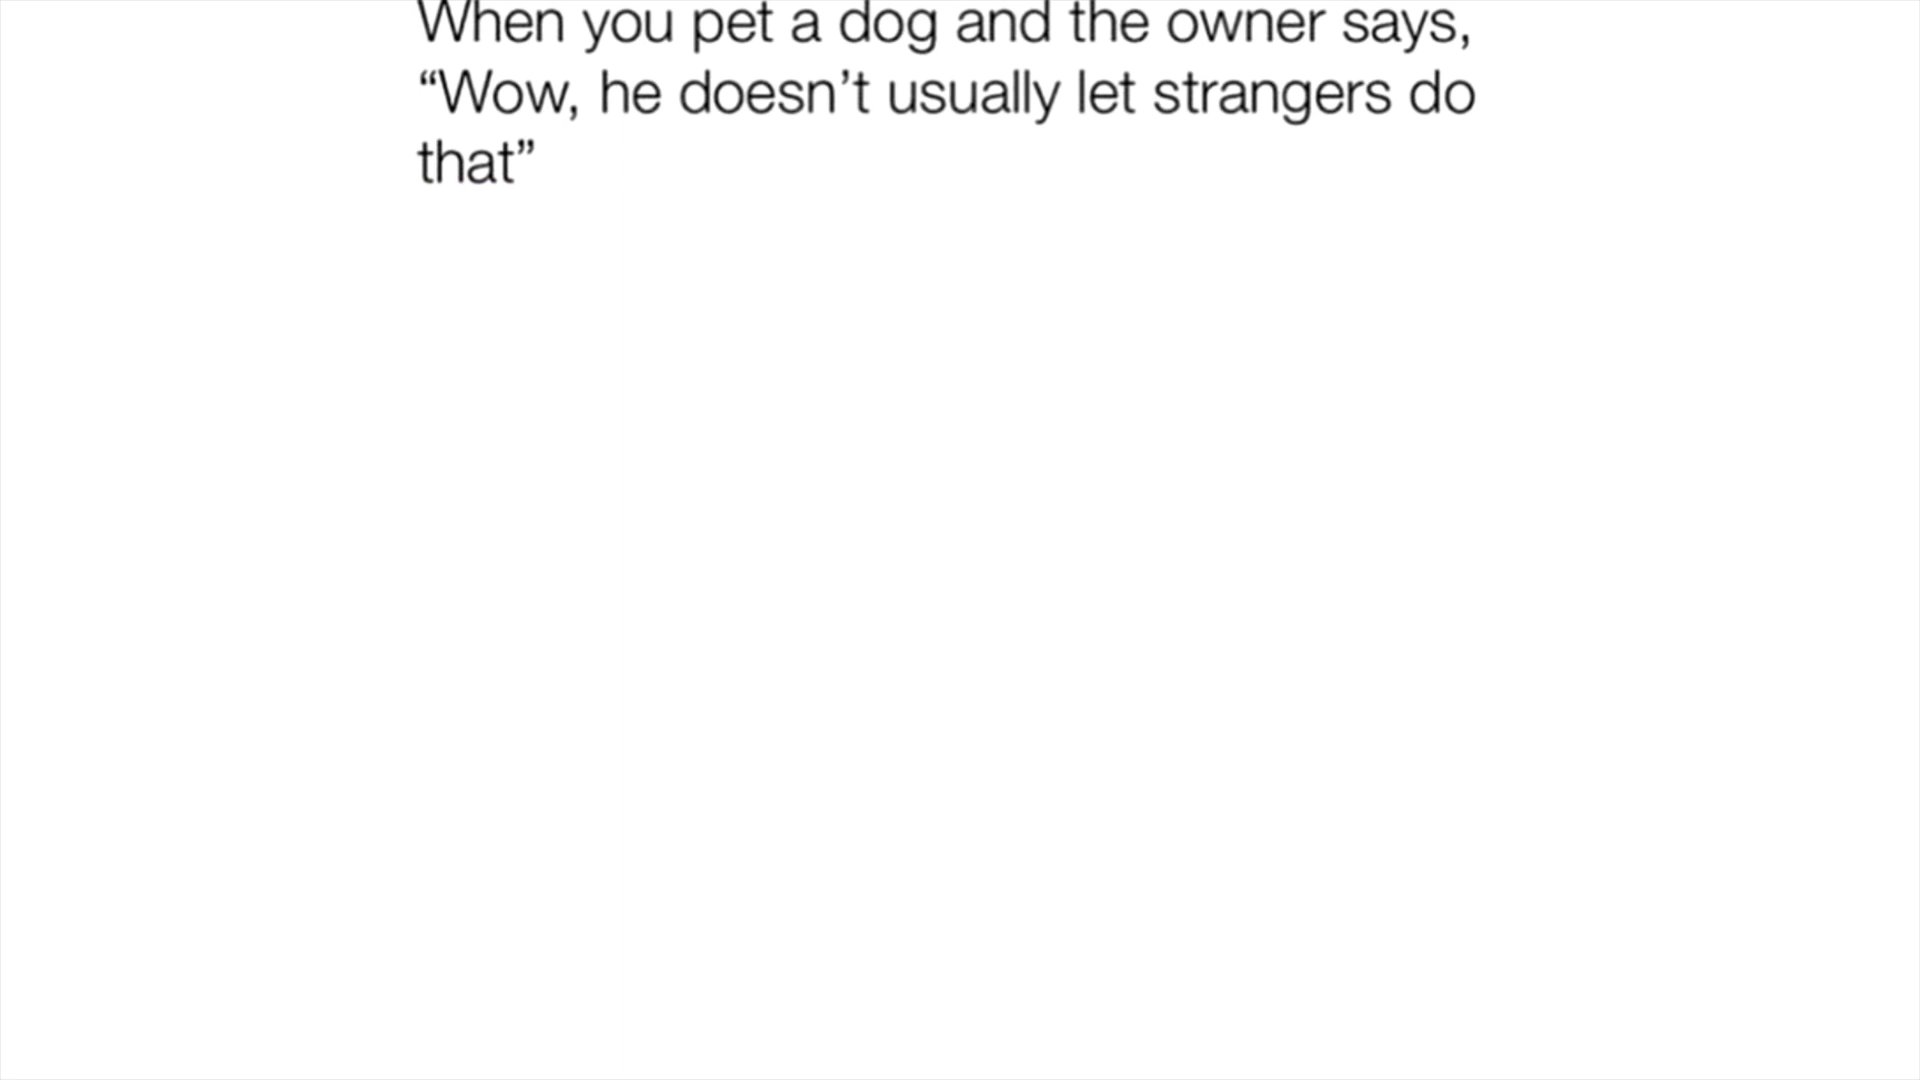 When you pet a dog and the owner says,
“Wow, he doesn’t usually let strangers do
that”